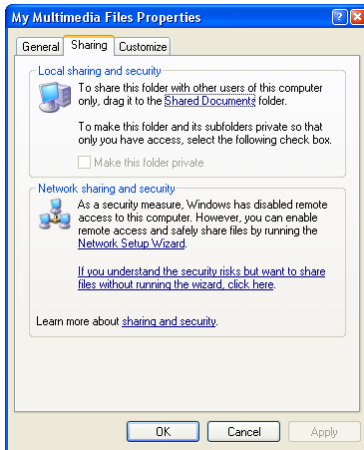 My Multimedia Files Properties
General Sharing Customize
Local sharing and security
To share this folder with other users of this computer
only, drag it to the Shared Documents folder.
To make this folder and its subfolders private so that
only you have access, select the following check box.
Make this folder private
Network sharing and security
As a security measure, Windows has disabled remote
access to this computer. However, you can enable
remote access and safely share files by running the
Network Setup Wizard.
If you understand the security risks but want to share
files without running the wizard, click here.
Learn more about sharing and security.
OK Cancel Apply